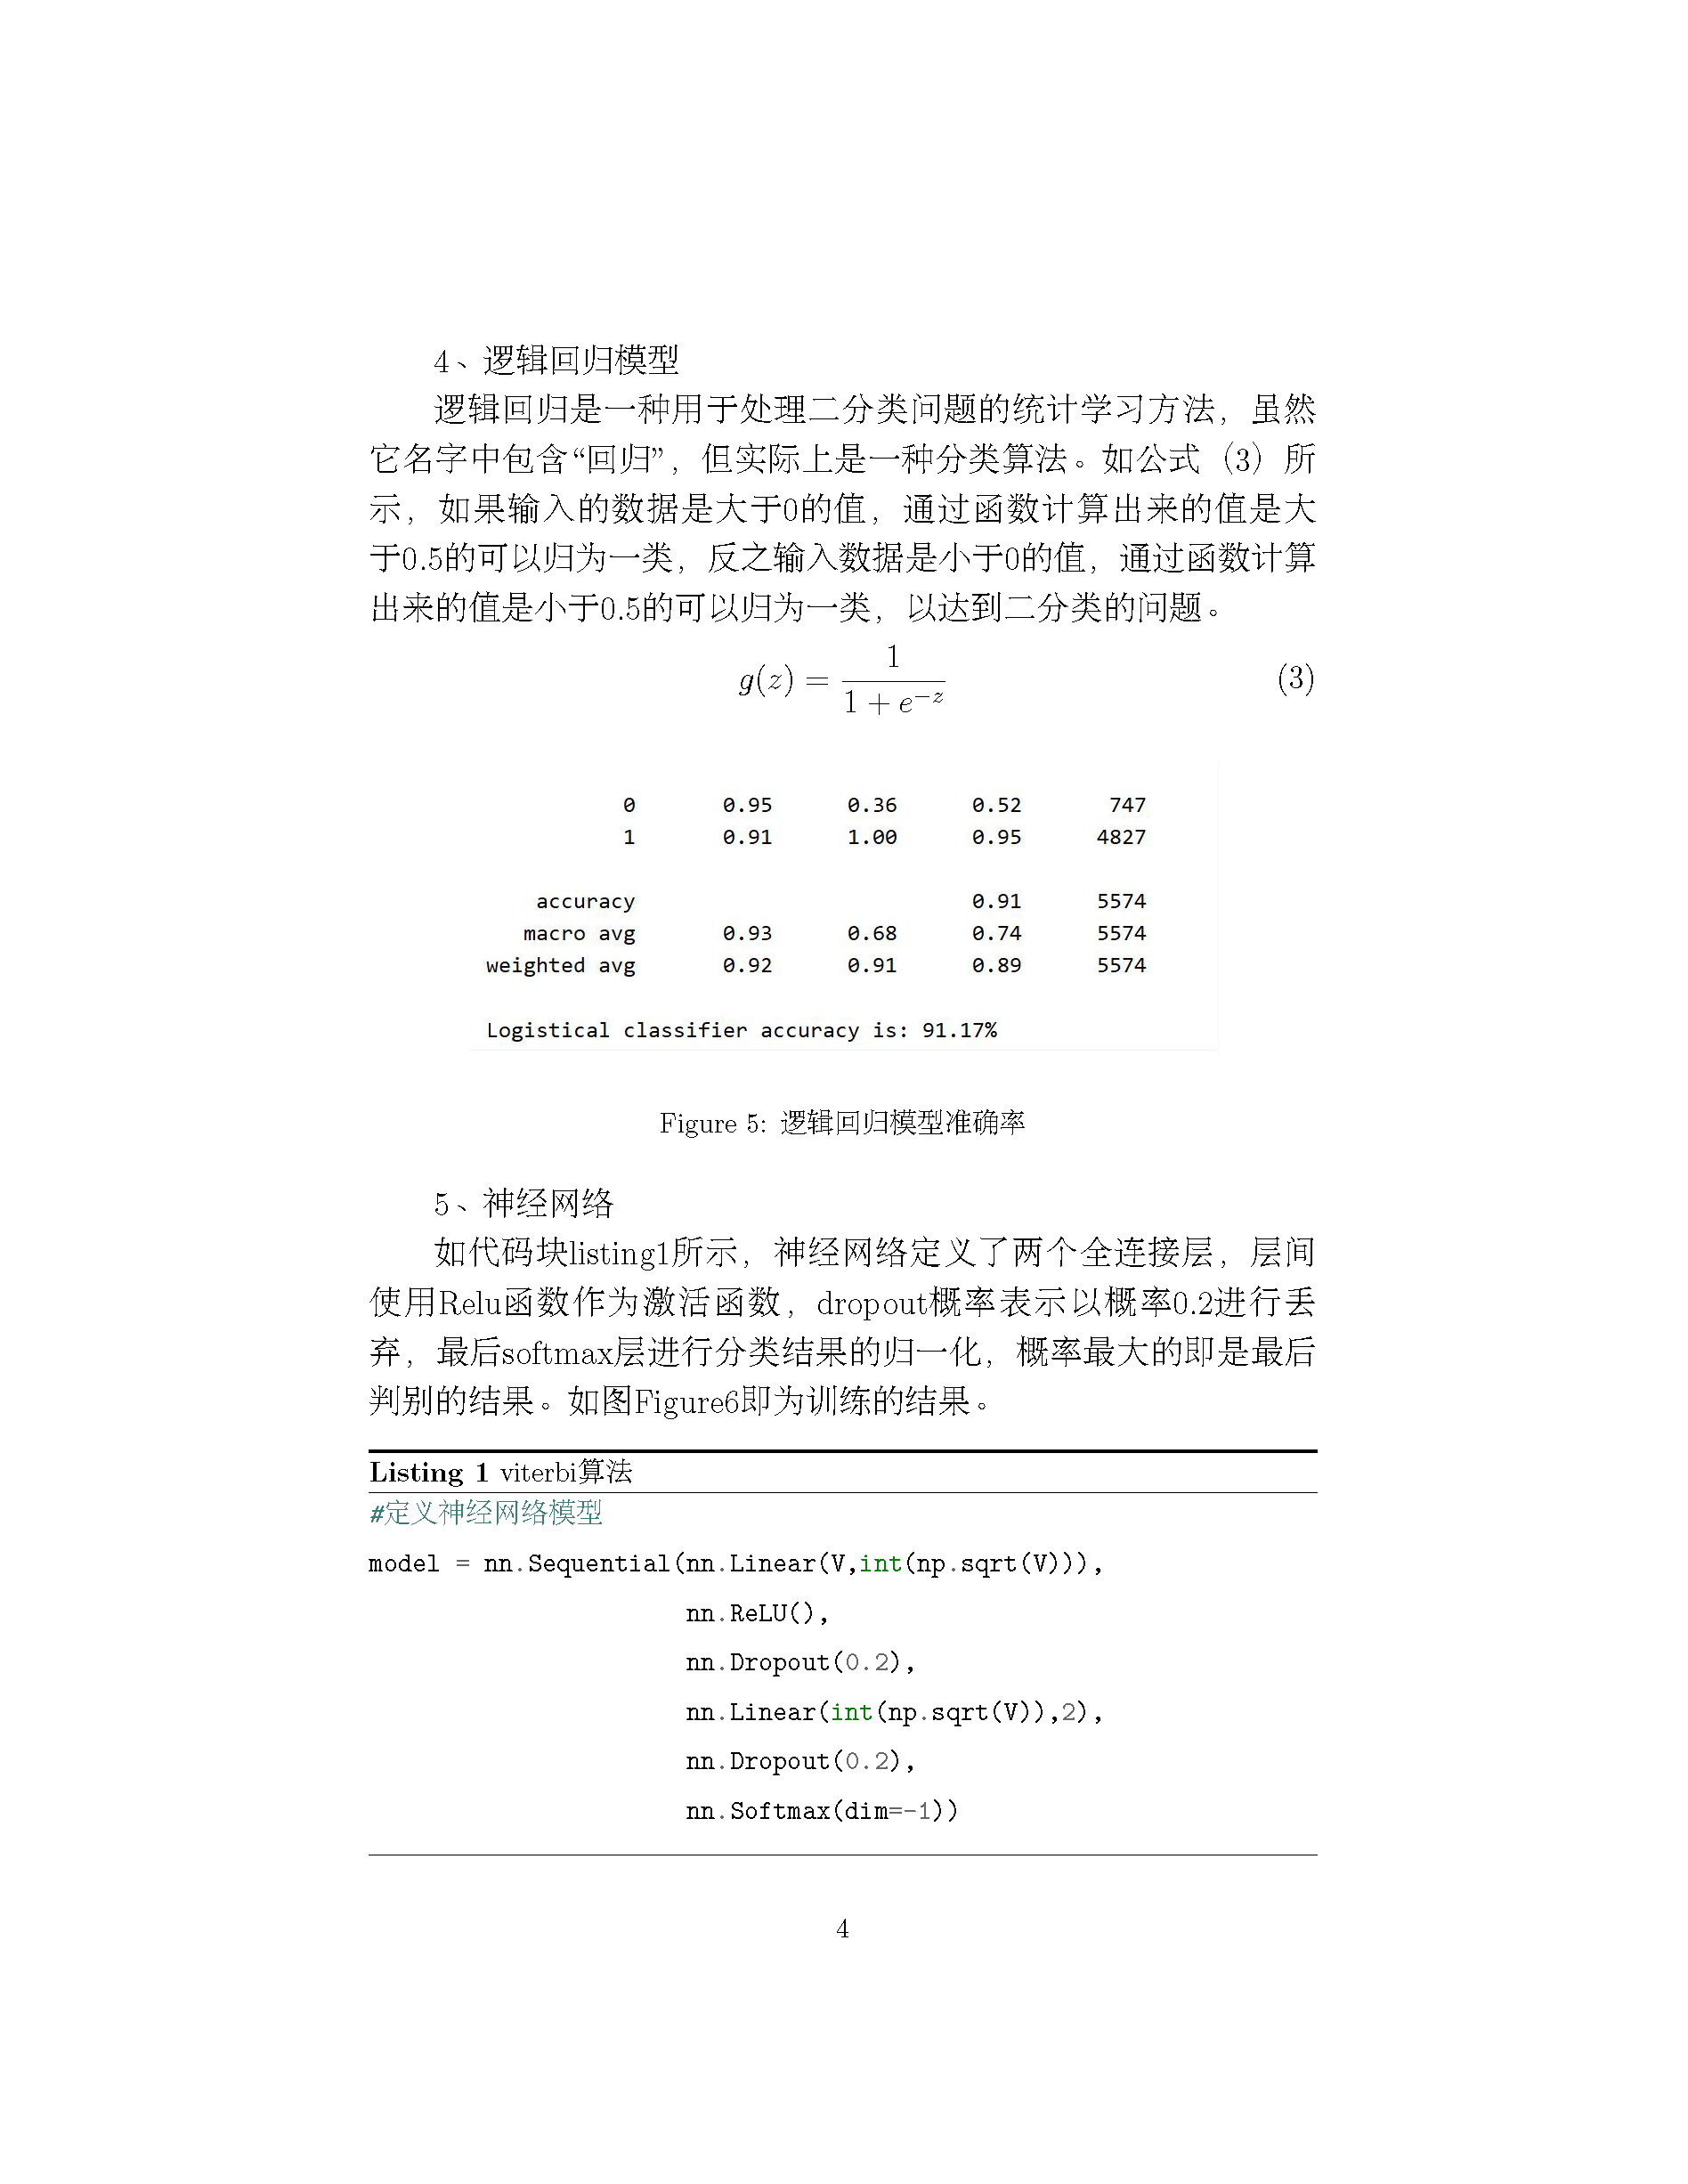 4、逻辑回归模型
逻辑回归是一种用于处理二分类问题的统计学习方法，虽然
它名字中包含“回归”，但实际上是一种分类算法。如公式（3）所
示，如果输入的数据是大于0的值，通过函数计算出来的值是大
于0.5的可以归为一类，反之输入数据是小于0的值，通过函数计算
出来的值是小于0.5的可以归为一类，以达到二分类的问题。
g(z) = 1 / (1 + e^{-z}) (3)
0 0.95 0.36 0.52 747
1 0.91 1.00 0.95 4827
accuracy 0.91 5574
macro avg 0.93 0.68 0.74 5574
weighted avg 0.92 0.91 0.89 5574
Logistical classifier accuracy is: 91.17%
Figure 5: 逻辑回归模型准确率
5、神经网络
如代码块listing1所示，神经网络定义了两个全连接层，层间
使用Relu函数作为激活函数，dropout概率表示以概率0.2进行丢
弃，最后softmax层进行分类结果的归一化，概率最大的即是最后
判别的结果。如图Figure6即为训练的结果。
Listing 1 viterbi算法
#定义神经网络模型
model = nn.Sequential(nn.Linear(V,int(np.sqrt(V))),
nn.ReLU(),
nn.Dropout(0.2),
nn.Linear(int(np.sqrt(V)),2),
nn.Dropout(0.2),
nn.Softmax(dim=-1))
4